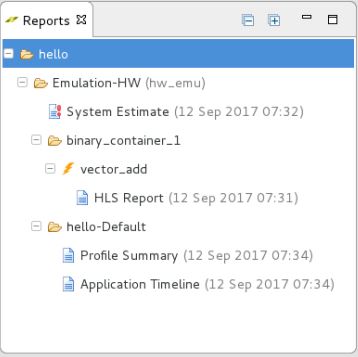 Reports
hello
Emulation-HW (hw_emu)
System Estimate (12 Sep 2017 07:32)
binary_container_1
vector_add
HLS Report (12 Sep 2017 07:31)
hello-Default
Profile Summary (12 Sep 2017 07:34)
Application Timeline (12 Sep 2017 07:34)